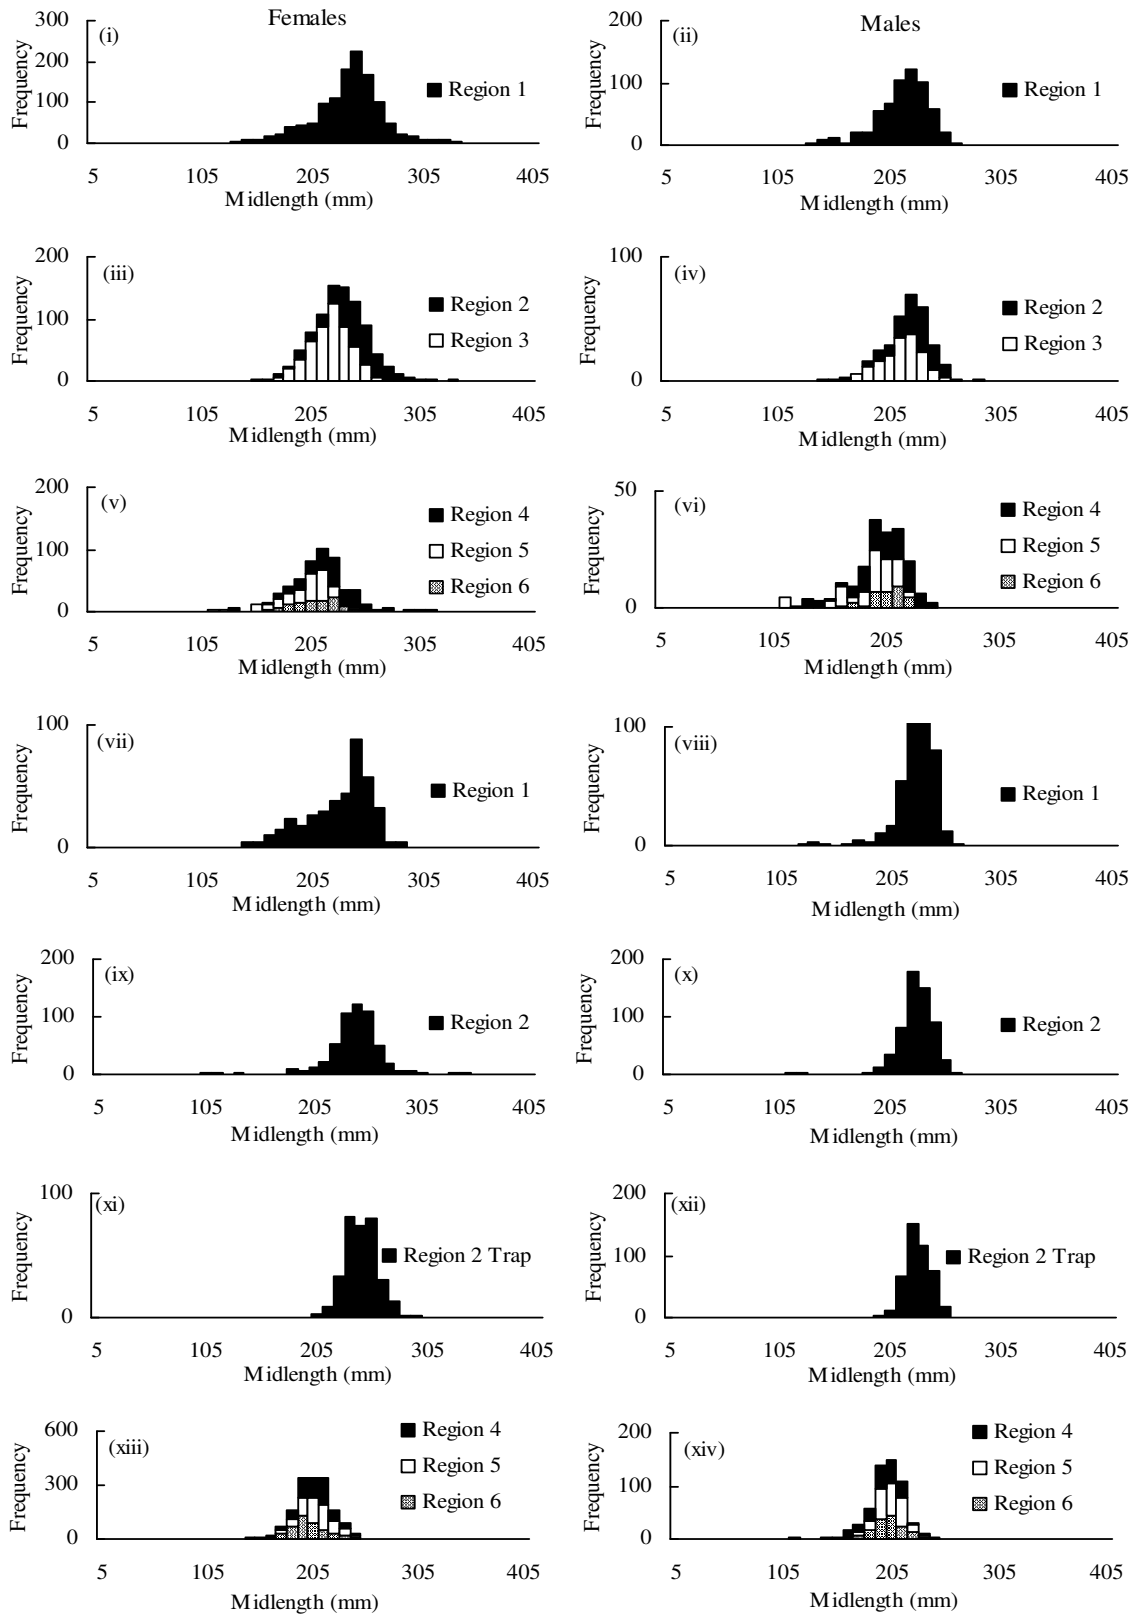 Females
Males
300
200
100
0
Frequency
(i)
Region 1
5 105 205 305 405
Midlength (mm)
200
100
0
Frequency
(ii)
Region 1
5 105 205 305 405
Midlength (mm)
200
100
0
Frequency
(iii)
Region 2
Region 3
5 105 205 305 405
Midlength (mm)
100
0
Frequency
(iv)
Region 2
Region 3
5 105 205 305 405
Midlength (mm)
200
100
0
Frequency
(v)
Region 4
Region 5
Region 6
5 105 205 305 405
Midlength (mm)
50
0
Frequency
(vi)
Region 4
Region 5
Region 6
5 105 205 305 405
Midlength (mm)
100
0
Frequency
(vii)
Region 1
5 105 205 305 405
Midlength (mm)
100
0
Frequency
(viii)
Region 1
5 105 205 305 405
Midlength (mm)
200
100
0
Frequency
(ix)
Region 2
5 105 205 305 405
Midlength (mm)
200
100
0
Frequency
(x)
Region 2
5 105 205 305 405
Midlength (mm)
100
0
Frequency
(xi)
Region 2 Trap
5 105 205 305 405
Midlength (mm)
200
100
0
Frequency
(xii)
Region 2 Trap
5 105 205 305 405
Midlength (mm)
600
300
0
Frequency
(xiii)
Region 4
Region 5
Region 6
5 105 205 305 405
Midlength (mm)
200
100
0
Frequency
(xiv)
Region 4
Region 5
Region 6
5 105 205 305 405
Midlength (mm)